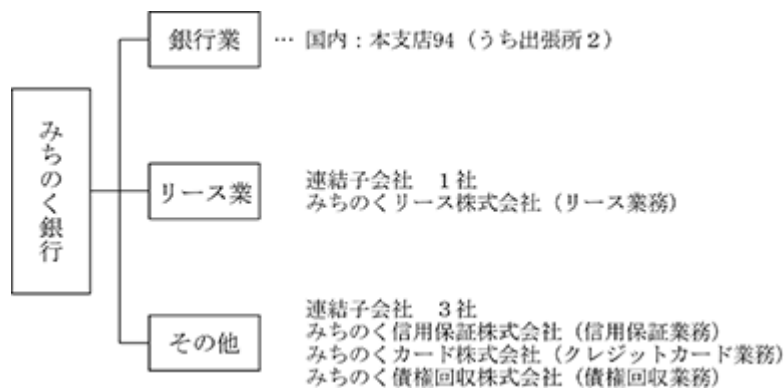 みちのく銀行
銀行業 … 国内：本支店94（うち出張所２）
リース業
連結子会社　１社
みちのくリース株式会社（リース業務）
その他
連結子会社　３社
みちのく信用保証株式会社（信用保証業務）
みちのくカード株式会社（クレジットカード業務）
みちのく債権回収株式会社（債権回収業務）